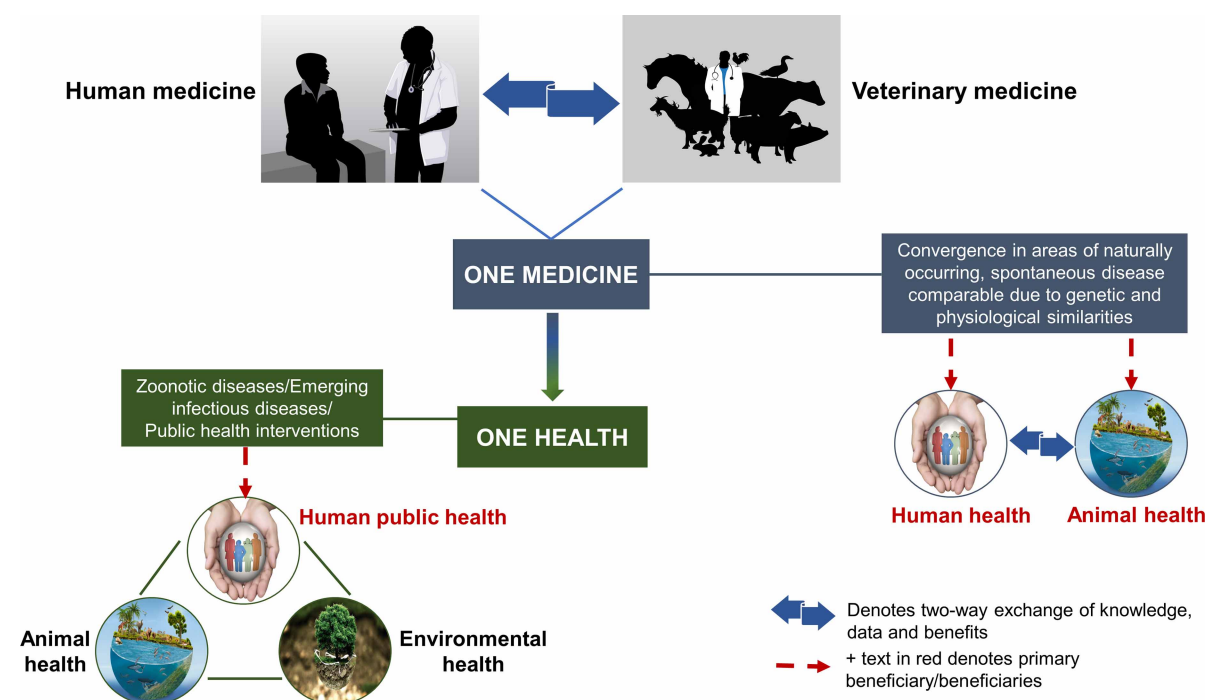 Human medicine
Veterinary medicine
ONE MEDICINE
Convergence in areas of naturally
occurring, spontaneous disease
comparable due to genetic and
physiological similarities
Zoonotic diseases/Emerging
infectious diseases/
Public health interventions
ONE HEALTH
Human public health
Human health
Animal health
Animal
health
Environmental
health
Denotes two-way exchange of knowledge,
data and benefits
+ text in red denotes primary
beneficiary/beneficiaries